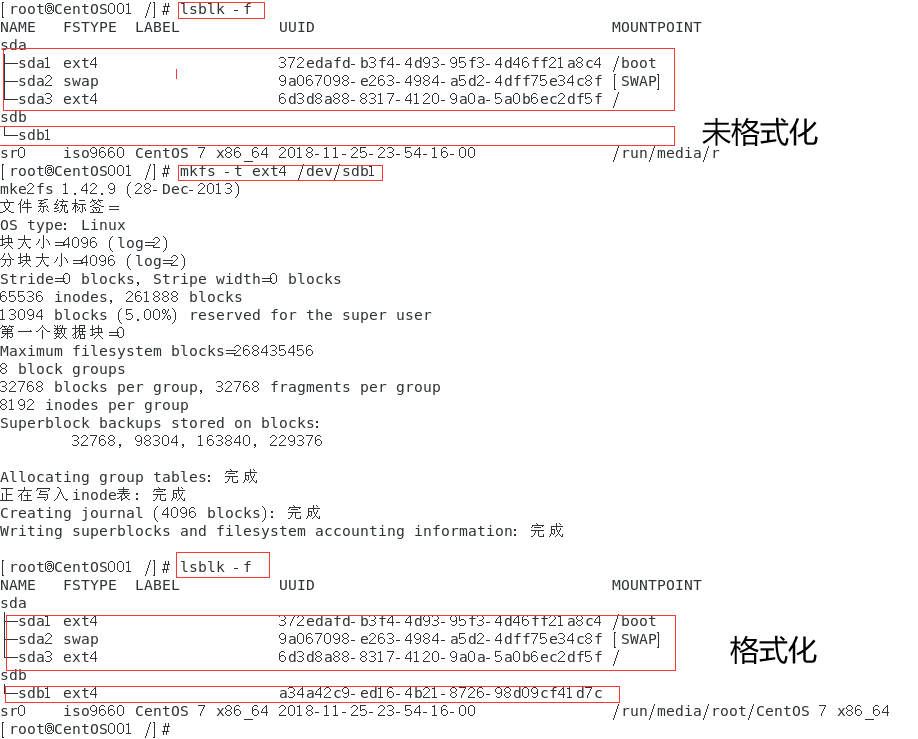 [root@CentOS001 /]# lsblk -f
NAME   FSTYPE  LABEL           UUID                                 MOUNTPOINT
sda
├─sda1 ext4                    372edafd-b3f4-4d93-95f3-4d46ff21a8c4 /boot
├─sda2 swap                    9a067098-e263-4984-a5d2-4dff75e34c8f [SWAP]
└─sda3 ext4                    6d3d8a88-8317-4120-9a0a-5a0b6ec2df5f /
sdb
└─sdb1
未格式化
sr0    iso9660 CentOS 7 x86_64 2018-11-25-23-54-16-00               /run/media/r
[root@CentOS001 /]# mkfs -t ext4 /dev/sdb1
mke2fs 1.42.9 (28-Dec-2013)
文件系统标签=
OS type: Linux
块大小=4096 (log=2)
分块大小=4096 (log=2)
Stride=0 blocks, Stripe width=0 blocks
65536 inodes, 261888 blocks
13094 blocks (5.00%) reserved for the super user
第一个数据块=0
Maximum filesystem blocks=268435456
8 block groups
32768 blocks per group, 32768 fragments per group
8192 inodes per group
Superblock backups stored on blocks:
        32768, 98304, 163840, 229376
Allocating group tables: 完成
正在写入inode表: 完成
Creating journal (4096 blocks): 完成
Writing superblocks and filesystem accounting information: 完成
[root@CentOS001 /]# lsblk -f
NAME   FSTYPE  LABEL           UUID                                 MOUNTPOINT
sda
├─sda1 ext4                    372edafd-b3f4-4d93-95f3-4d46ff21a8c4 /boot
├─sda2 swap                    9a067098-e263-4984-a5d2-4dff75e34c8f [SWAP]
└─sda3 ext4                    6d3d8a88-8317-4120-9a0a-5a0b6ec2df5f /
格式化
sdb
└─sdb1 ext4                    a34a42c9-ed16-4b21-8726-98d09cf41d7c
sr0    iso9660 CentOS 7 x86_64 2018-11-25-23-54-16-00               /run/media/root/CentOS 7 x86_64
[root@CentOS001 /]#